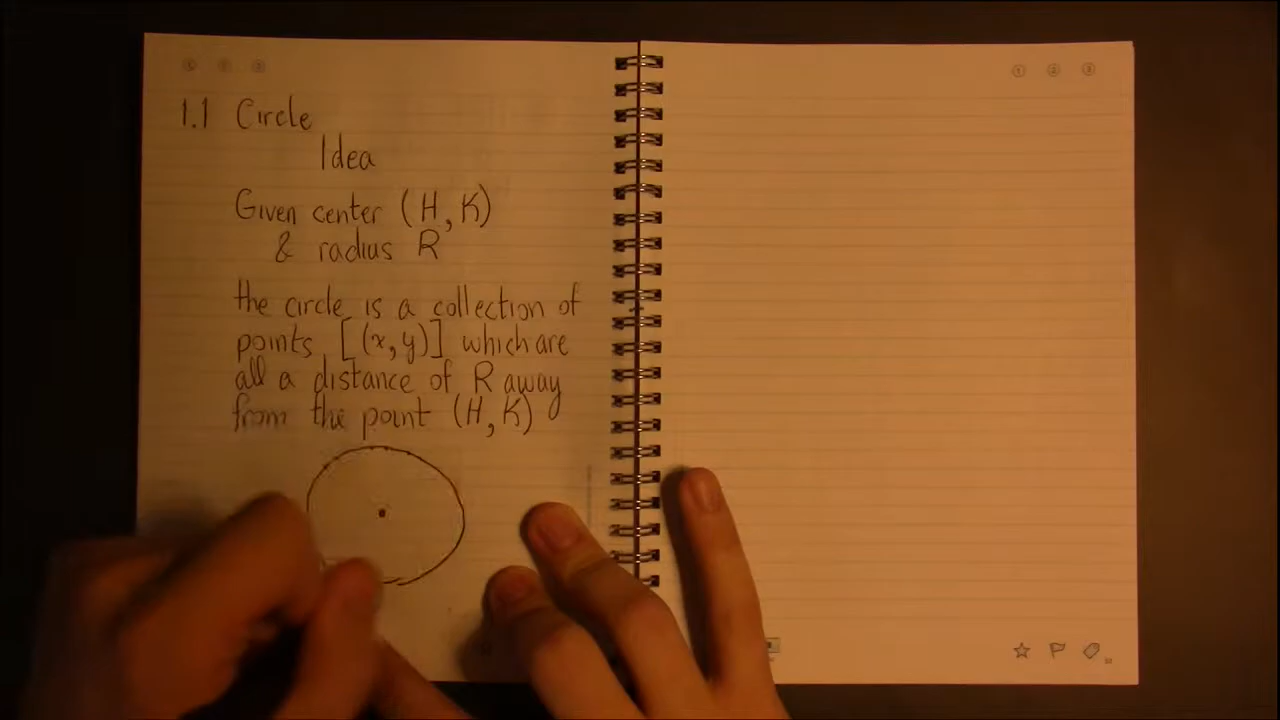 1.1 Circle
Idea
Given center (H, K)
& radius R
the circle is a collection of
points [(x, y)] which are
all a distance of R away
from the point (H, K)